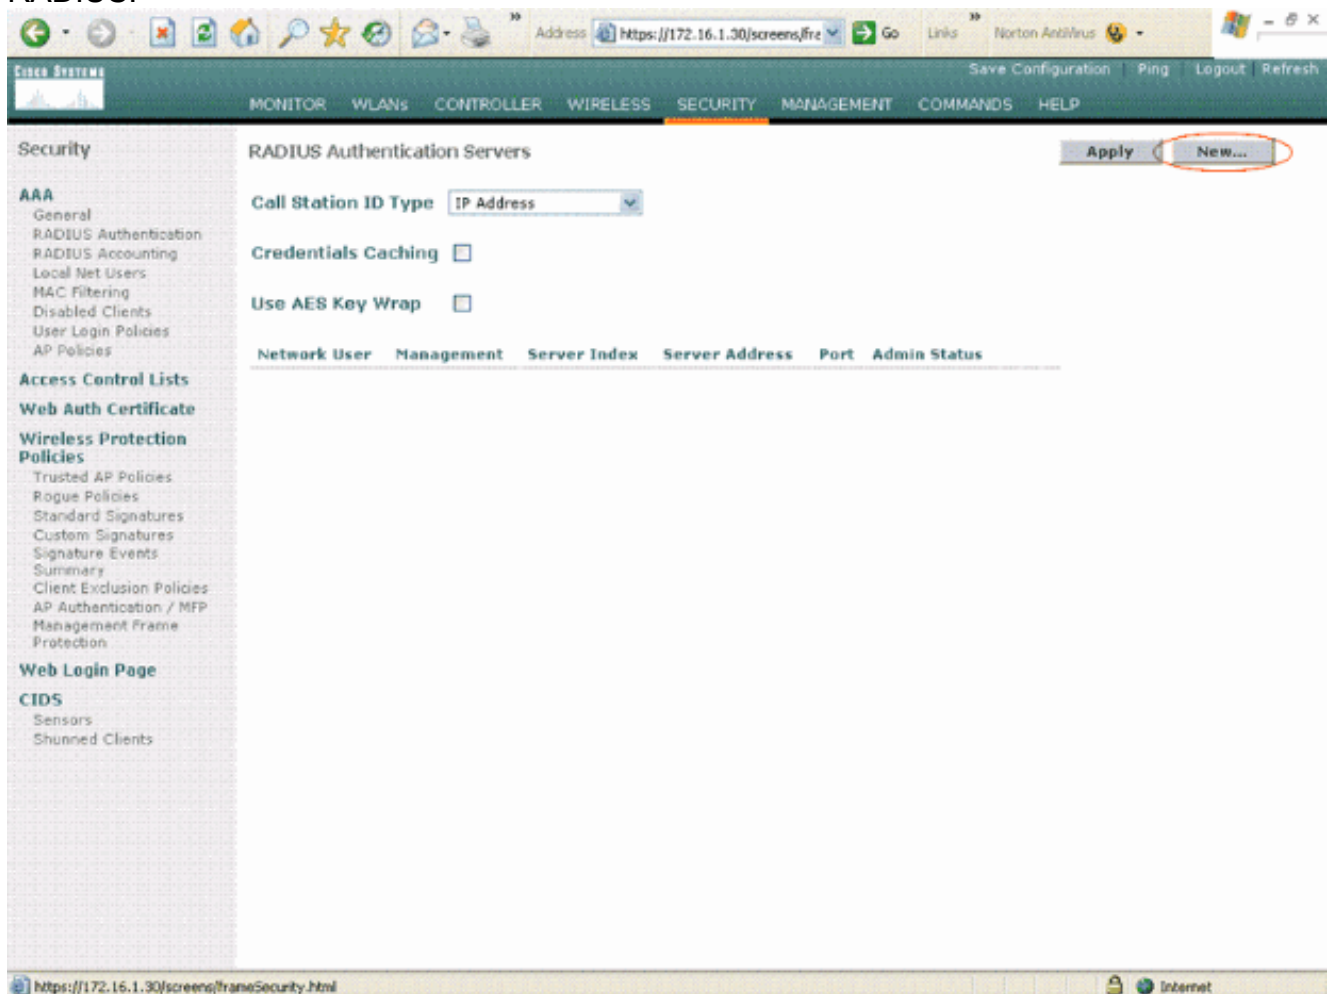 RADIUS.
Address https://172.16.1.30/screens/fra Go Links Norton AntiVirus
CISCO SYSTEMS
Save Configuration | Ping | Logout | Refresh
MONITOR WLANs CONTROLLER WIRELESS SECURITY MANAGEMENT COMMANDS HELP
Security
RADIUS Authentication Servers
Apply
New...
AAA
General
RADIUS Authentication
RADIUS Accounting
Local Net Users
MAC Filtering
Disabled Clients
User Login Policies
AP Policies
Access Control Lists
Web Auth Certificate
Wireless Protection
Policies
Trusted AP Policies
Rogue Policies
Standard Signatures
Custom Signatures
Signature Events
Summary
Client Exclusion Policies
AP Authentication / MFP
Management Frame
Protection
Web Login Page
CIDS
Sensors
Shunned Clients
Call Station ID Type IP Address
Credentials Caching
Use AES Key Wrap
Network User Management Server Index Server Address Port Admin Status
https://172.16.1.30/screens/frameSecurity.html
Internet